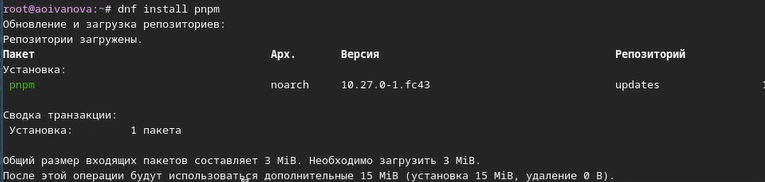 root@aoivanova:~# dnf install pnpm
Обновление и загрузка репозиториев:
Репозитории загружены.
Пакет Арх. Версия Репозиторий
Установка:
pnpm noarch 10.27.0-1.fc43 updates 1
Сводка транзакции:
Установка: 1 пакета
Общий размер входящих пакетов составляет 3 MiB. Необходимо загрузить 3 MiB.
После этой операции будут использоваться дополнительные 15 MiB (установка 15 MiB, удаление 0 B).